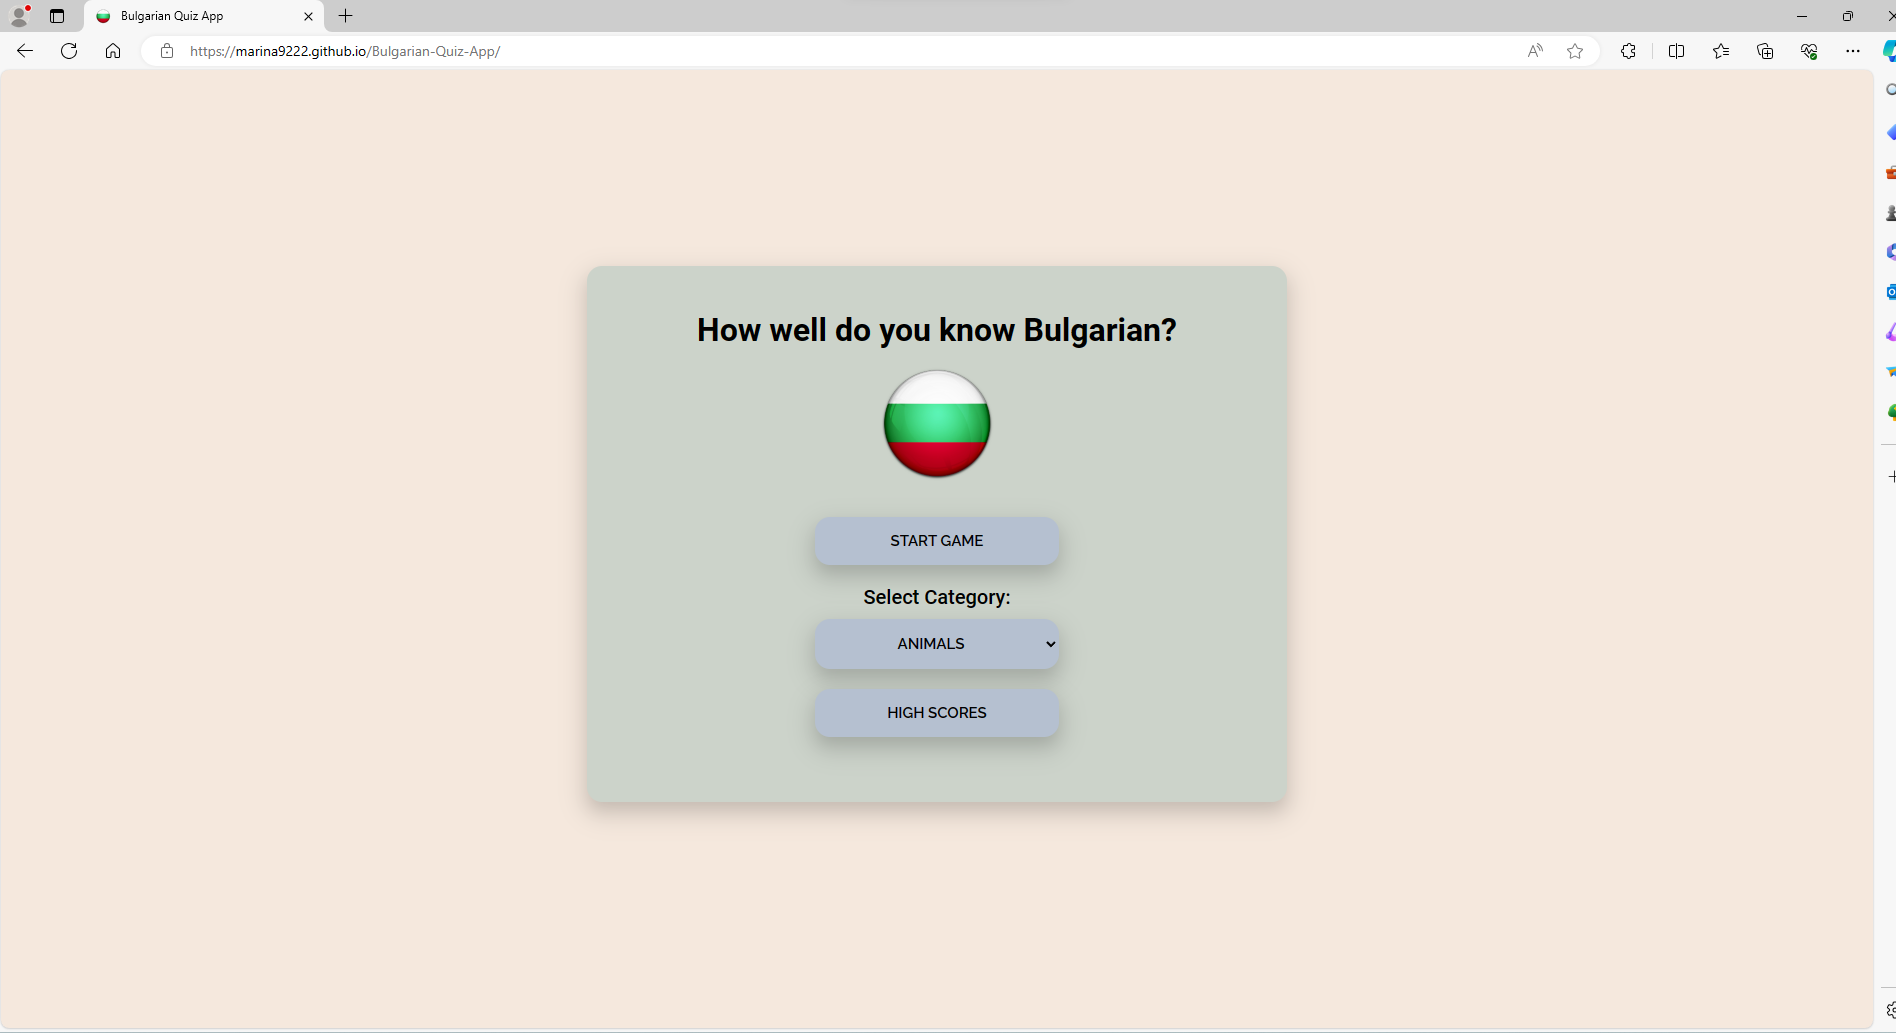 Bulgarian Quiz App
https://marina9222.github.io/Bulgarian-Quiz-App/
How well do you know Bulgarian?
START GAME
Select Category:
ANIMALS
HIGH SCORES